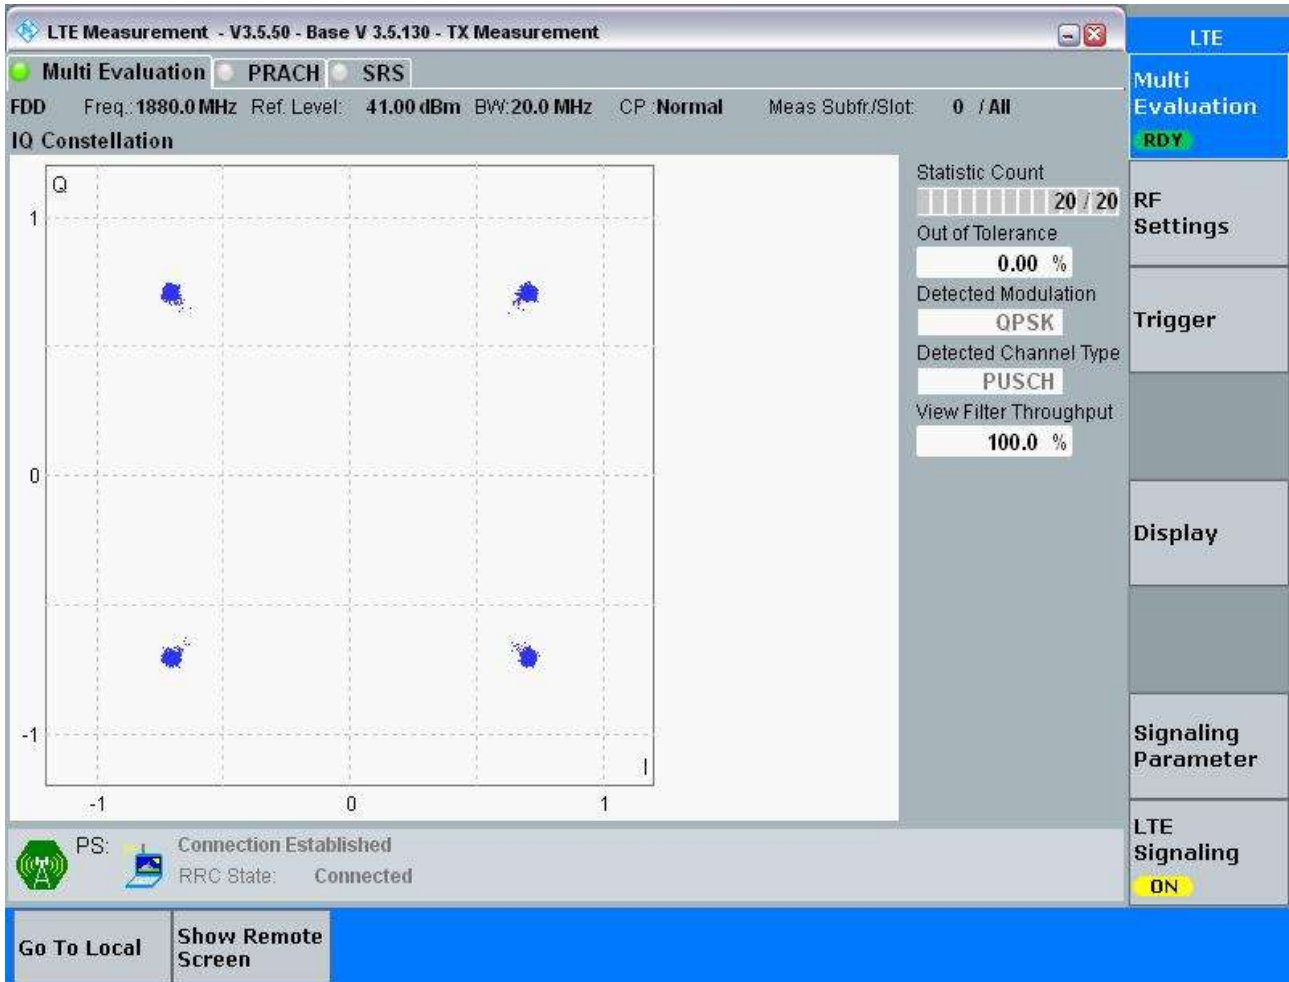 LTE Measurement - V3.5.50 - Base V 3.5.130 - TX Measurement
LTE
Multi Evaluation PRACH SRS
Multi
Evaluation
RDY
FDD Freq.: 1880.0 MHz Ref. Level: 41.00 dBm BW: 20.0 MHz CP : Normal Meas Subfr./Slot: 0 / All
IQ Constellation
Q
1
0
-1
I
-1 0 1
Statistic Count
20 / 20
Out of Tolerance
0.00 %
Detected Modulation
QPSK
Detected Channel Type
PUSCH
View Filter Throughput
100.0 %
RF
Settings
Trigger
Display
Signaling
Parameter
LTE
Signaling
ON
PS: Connection Established
RRC State: Connected
Go To Local
Show Remote
Screen